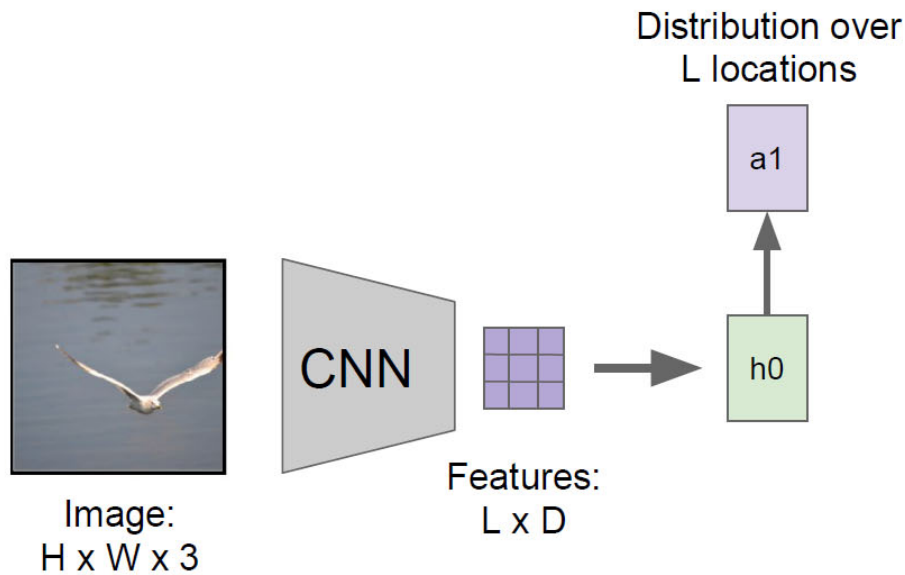 Distribution over
L locations
a1
CNN
h0
Features:
L x D
Image:
H x W x 3